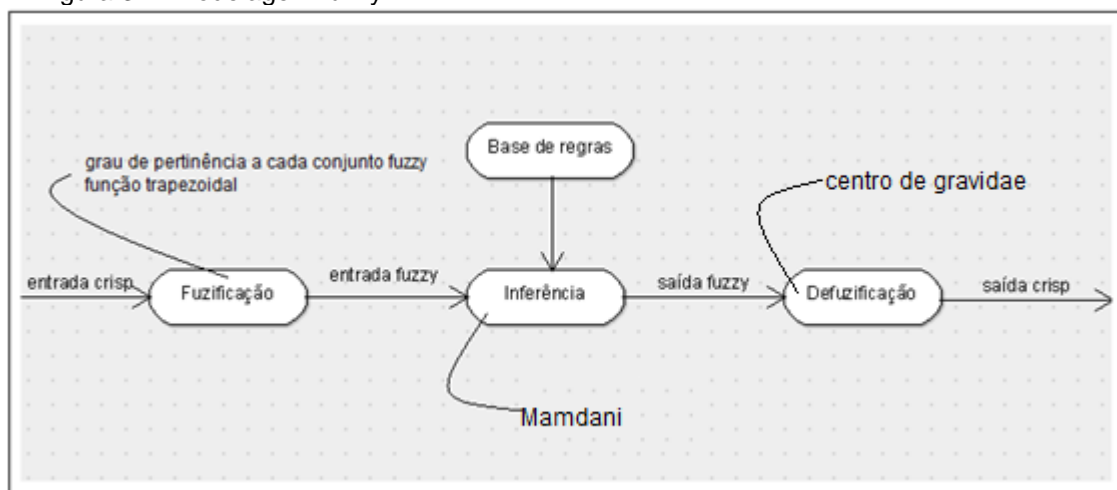 Base de regras
grau de pertinência a cada conjunto fuzzy
função trapezoidal
centro de gravidae
entrada crisp
Fuzificação
entrada fuzzy
Inferência
saída fuzzy
Defuzificação
saída crisp
Mamdani